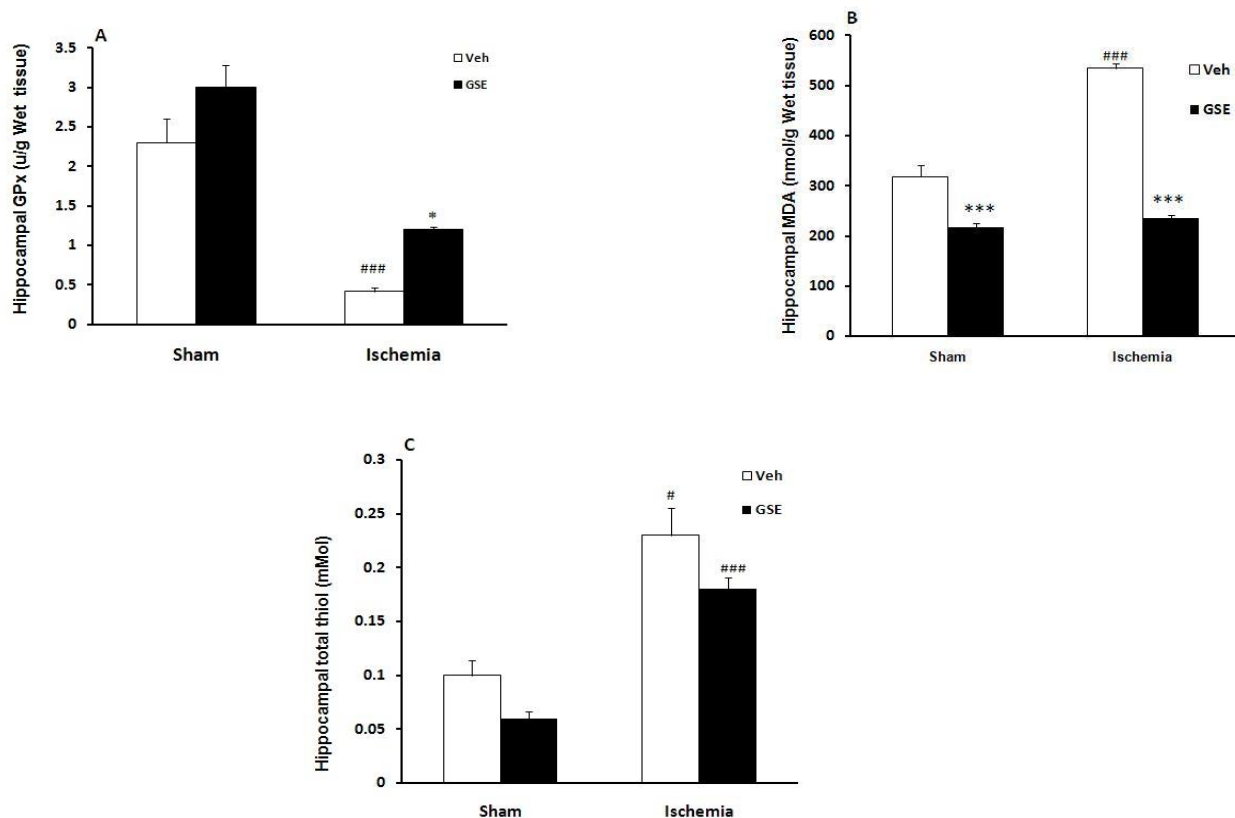 A
Hippocampal GPx (u/g Wet tissue)
3.5
3
2.5
2
1.5
1
0.5
0
###
*
Sham
Ischemia
Veh
GSE
B
Hippocampal MDA (nmol/g Wet tissue)
600
500
400
300
200
100
0
***
###
***
Sham
Ischemia
Veh
GSE
C
Hippocampal total thiol (mMol)
0.3
0.25
0.2
0.15
0.1
0.05
0
#
###
Sham
Ischemia
Veh
GSE